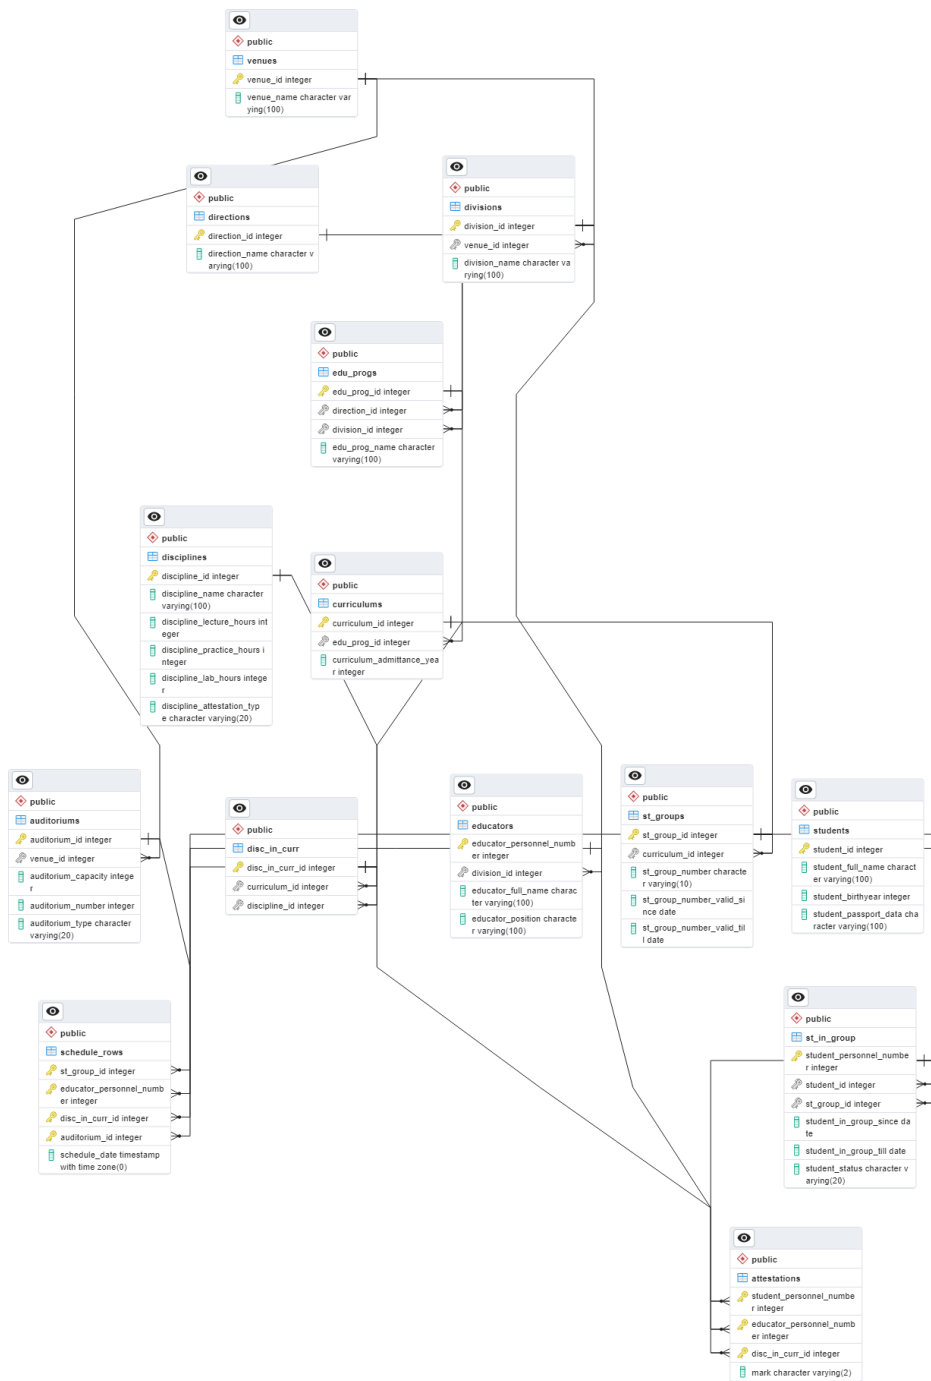 public
venues
venue_id integer
venue_name character var
ying(100)
public
directions
direction_id integer
direction_name character v
arying(100)
public
divisions
division_id integer
venue_id integer
division_name character va
rying(100)
public
edu_progs
edu_prog_id integer
direction_id integer
division_id integer
edu_prog_name character
varying(100)
public
disciplines
discipline_id integer
discipline_name character
varying(100)
discipline_lecture_hours int
eger
discipline_practice_hours i
nteger
discipline_lab_hours intege
r
discipline_attestation_typ
e character varying(20)
public
curriculums
curriculum_id integer
edu_prog_id integer
curriculum_admittance_yea
r integer
public
auditoriums
auditorium_id integer
venue_id integer
auditorium_capacity intege
r
auditorium_number integer
auditorium_type character
varying(20)
public
disc_in_curr
disc_in_curr_id integer
curriculum_id integer
discipline_id integer
public
educators
educator_personnel_numb
er integer
division_id integer
educator_full_name charac
ter varying(100)
educator_position characte
r varying(100)
public
st_groups
st_group_id integer
curriculum_id integer
st_group_number character
varying(10)
st_group_number_valid_si
nce date
st_group_number_valid_til
l date
public
students
student_id integer
student_full_name charact
er varying(100)
student_birthyear integer
student_passport_data cha
racter varying(100)
public
schedule_rows
st_group_id integer
educator_personnel_numb
er integer
disc_in_curr_id integer
auditorium_id integer
schedule_date timestamp
with time zone(0)
public
st_in_group
student_personnel_numbe
r integer
student_id integer
st_group_id integer
student_in_group_since da
te
student_in_group_till date
student_status character v
arying(20)
public
attestations
student_personnel_numbe
r integer
educator_personnel_numb
er integer
disc_in_curr_id integer
mark character varying(2)